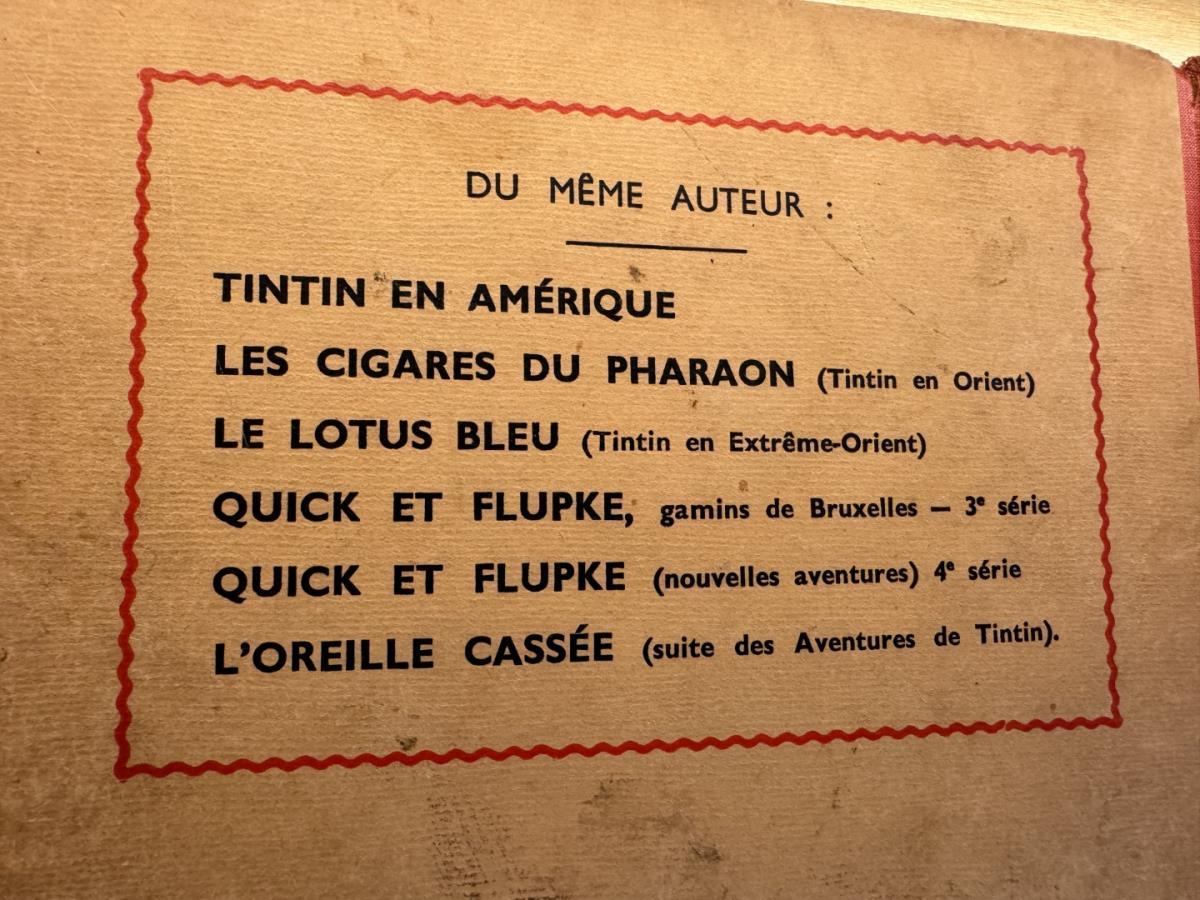 DU MÊME AUTEUR :
TINTIN EN AMÉRIQUE
LES CIGARES DU PHARAON (Tintin en Orient)
LE LOTUS BLEU (Tintin en Extrême-Orient)
QUICK ET FLUPKE, gamins de Bruxelles — 3e série
QUICK ET FLUPKE (nouvelles aventures) 4e série
L'OREILLE CASSÉE (suite des Aventures de Tintin).